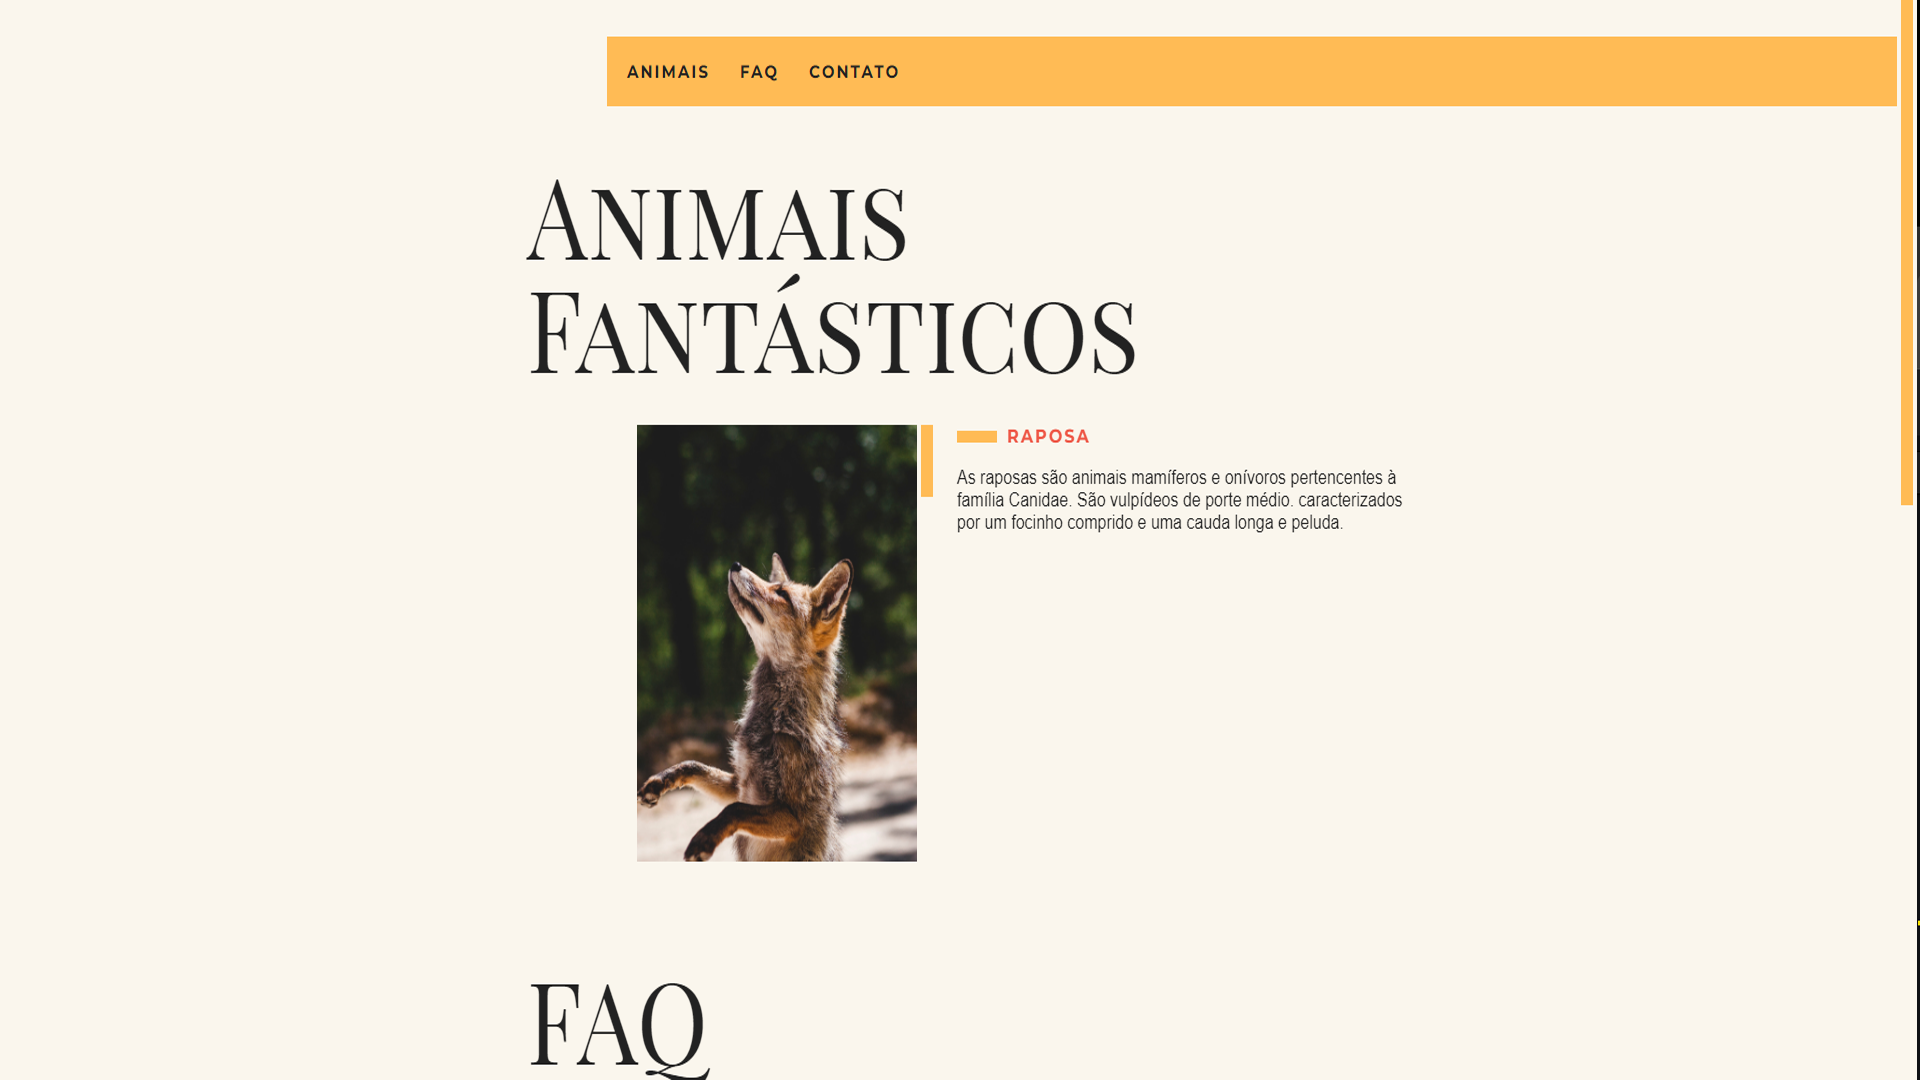 ANIMAIS FAQ CONTATO
ANIMAIS
FANTÁSTICOS
RAPOSA
As raposas são animais mamíferos e onívoros pertencentes à
família Canidae. São vulpídeos de porte médio. caracterizados
por um focinho comprido e uma cauda longa e peluda.
FAQ